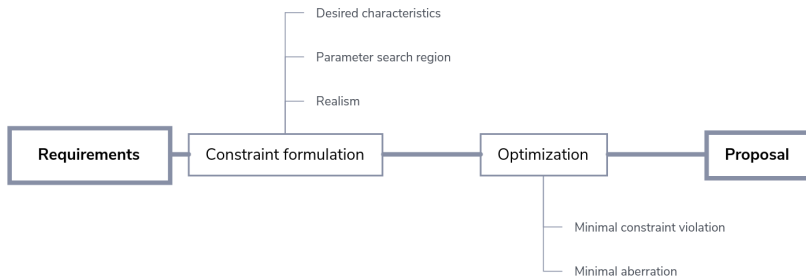 Desired characteristics
Parameter search region
Realism
Requirements
Constraint formulation
Optimization
Proposal
Minimal constraint violation
Minimal aberration